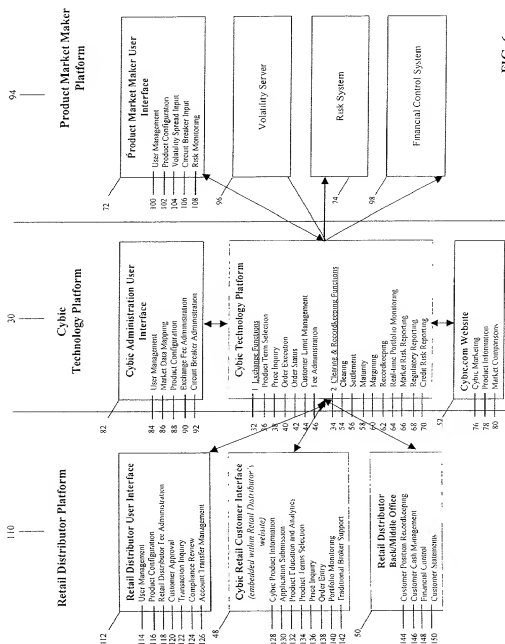 110
Retail Distributor Platform
112
Retail Distributor User Interface
114 User Management
116 Product Configuration
118 Retail Distributor Fee Administration
120 Customer Approval
122 Transaction Inquiry
124 Compliance Review
126 Account Transfer Management
48
Cybic Retail Customer Interface
(embedded within Retail Distributor's
website)
128 Cybic Product Information
130 Application Submission
132 Product Education and Analytics
134 Product Terms Selection
136 Price Inquiry
138 Order Entry
140 Portfolio Monitoring
142 Traditional Broker Support
50
Retail Distributor
Back/Middle Office
144 Customer Position Recordkeeping
146 Customer Cash Management
148 Financial Control
150 Customer Statements
30
Cybic
Technology Platform
82
Cybic Administration User
Interface
84 User Management
86 Market Data Mapping
88 Product Configuration
90 Exchange Fee Administration
92 Circuit Breaker Administration
Cybic Technology Platform
32 Exchange Functions
36 Product Term Selection
38 Price Inquiry
40 Order Execution
42 Order Status
44 Customer Limit Management
46 Fee Administration
34 2 Clearing & Recordkeeping Functions
54 Clearing
56 Settlement
58 Maturity
60 Margining
62 Recordkeeping
64 Real-time Portfolio Monitoring
66 Market Risk Reporting
68 Regulatory Reporting
70 Credit Risk Reporting
52
Cybic.com Website
76 Cybic Marketing
78 Product Information
80 Market Comparisons
94
Product Market Maker
Platform
72
Product Market Maker User
Interface
100 User Management
102 Product Configuration
104 Volatility Spread Input
106 Circuit Breaker Input
108 Risk Monitoring
96
Volatility Server
74
Risk System
98
Financial Control System